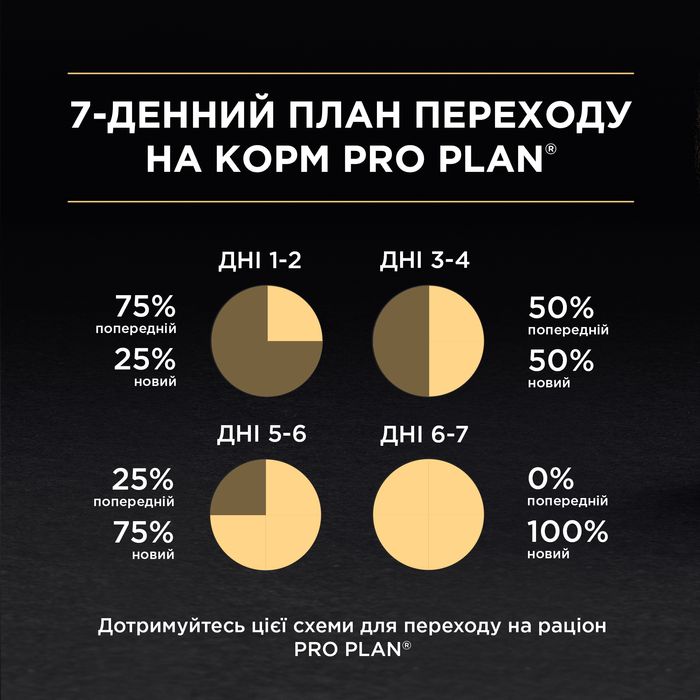 7-ДЕННИЙ ПЛАН ПЕРЕХОДУ
НА КОРМ PRO PLAN®
ДНІ 1-2
75%
попередній
25%
новий
ДНІ 3-4
50%
попередній
50%
новий
ДНІ 5-6
25%
попередній
75%
новий
ДНІ 6-7
0%
попередній
100%
новий
Дотримуйтесь цієї схеми для переходу на раціон
PRO PLAN®